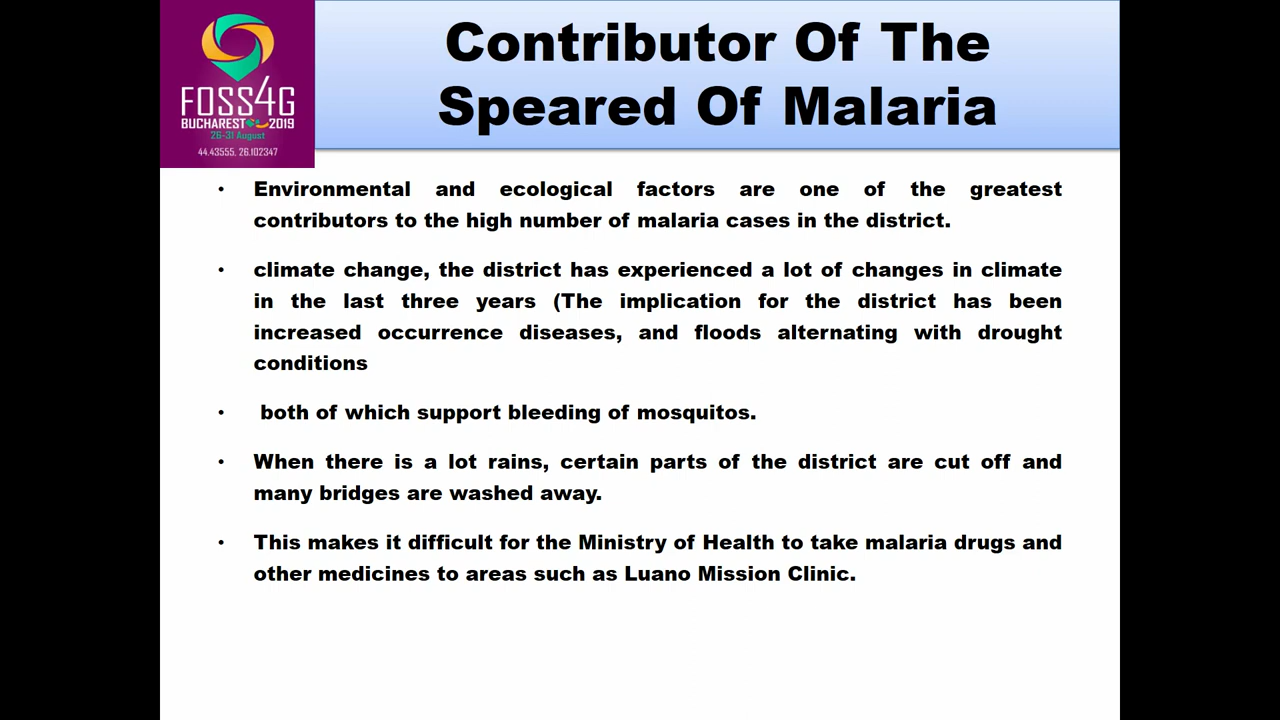 FOSS4G
BUCHAREST 2019
26-31 August
44.43555, 26.102347
Contributor Of The
Speared Of Malaria
• Environmental and ecological factors are one of the greatest
contributors to the high number of malaria cases in the district.
• climate change, the district has experienced a lot of changes in climate
in the last three years (The implication for the district has been
increased occurrence diseases, and floods alternating with drought
conditions
• both of which support bleeding of mosquitos.
• When there is a lot rains, certain parts of the district are cut off and
many bridges are washed away.
• This makes it difficult for the Ministry of Health to take malaria drugs and
other medicines to areas such as Luano Mission Clinic.